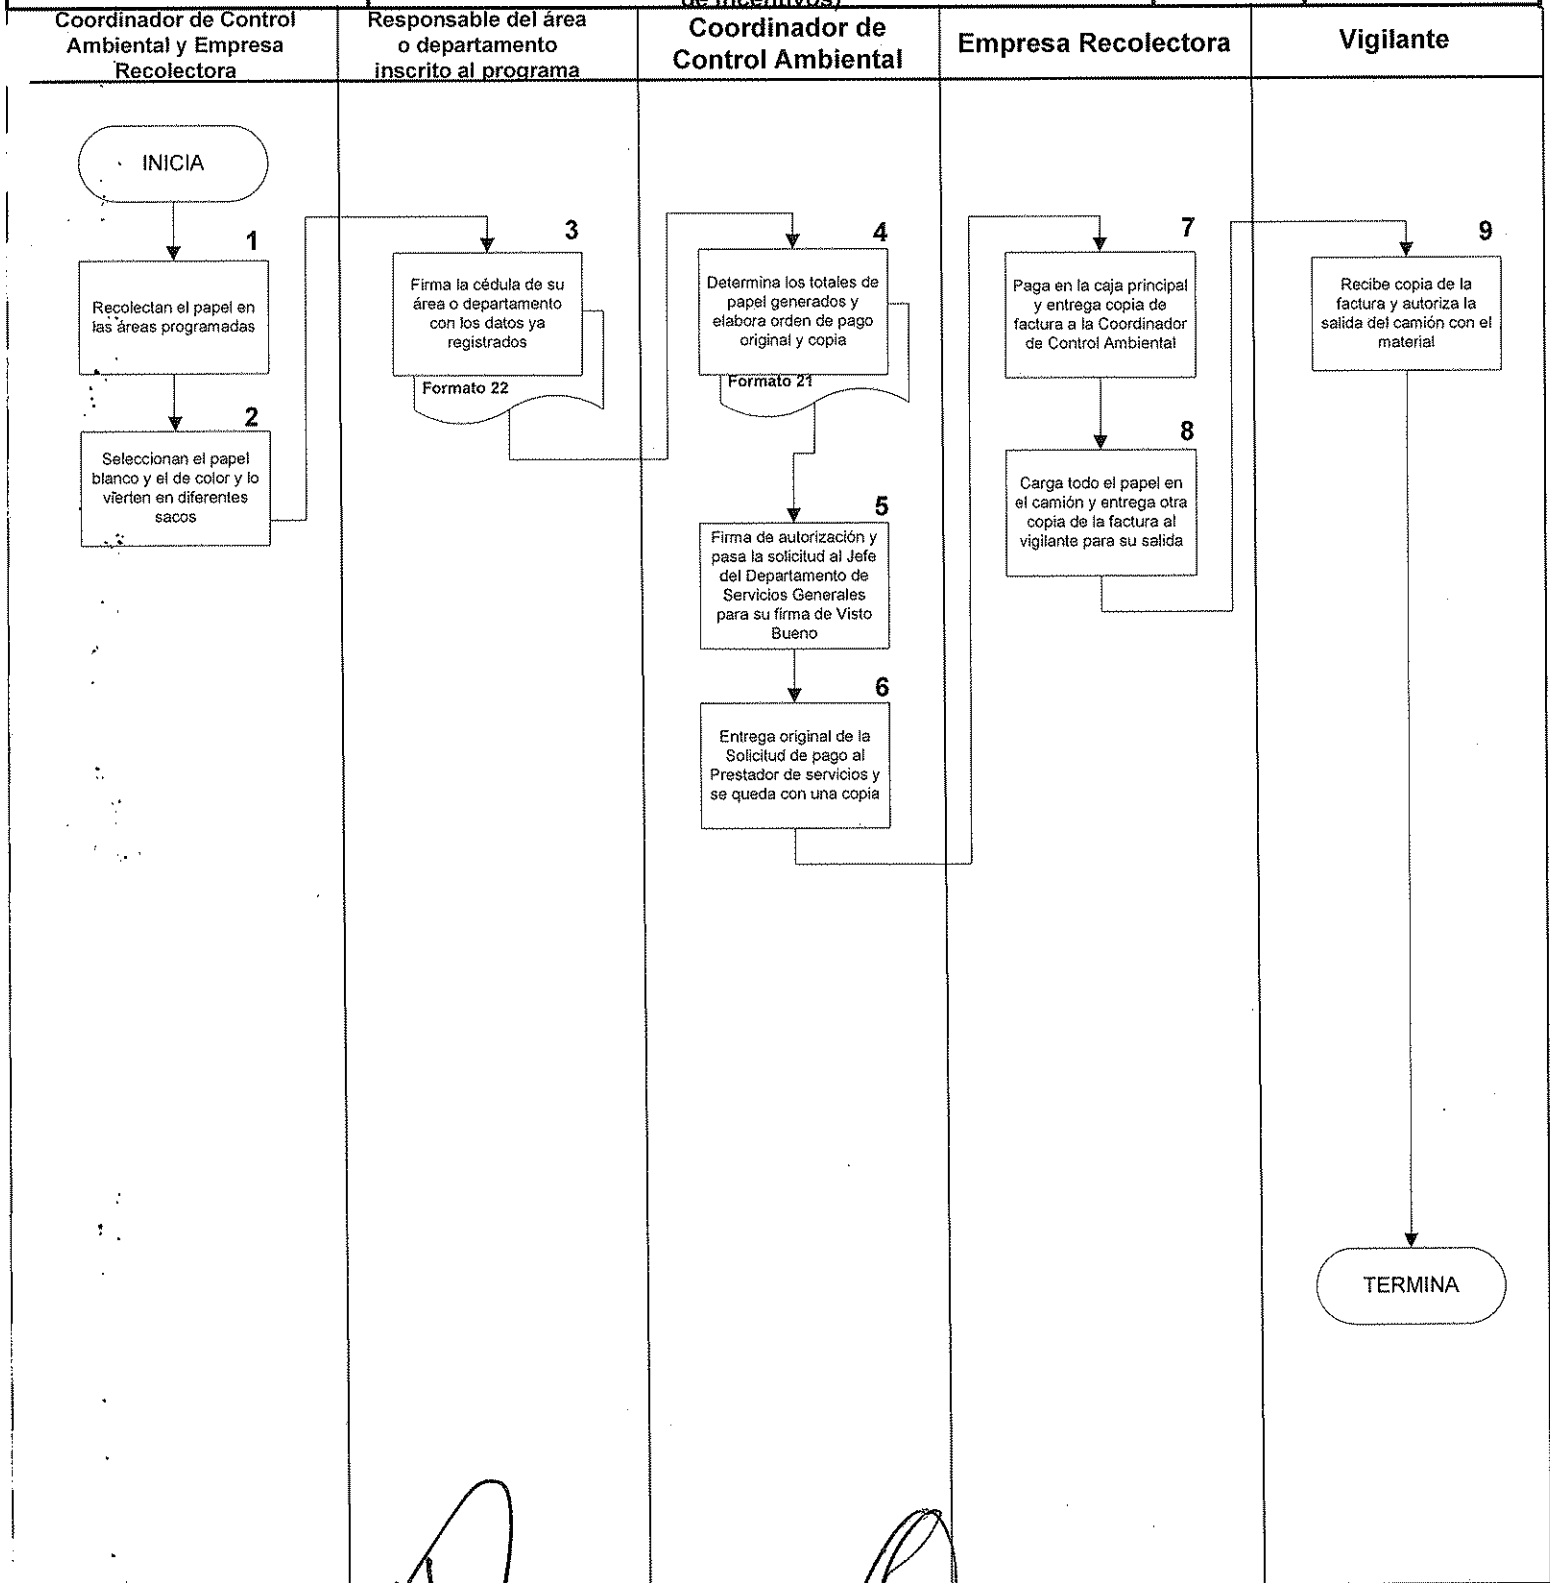 de Incentivos)
Coordinador de Control
Ambiental y Empresa
Recolectora
Responsable del área
o departamento
inscrito al programa
Coordinador de
Control Ambiental
Empresa Recolectora
Vigilante
INICIA
1
Recolectan el papel en
las áreas programadas
2
Seleccionan el papel
blanco y el de color y lo
vierten en diferentes
sacos
3
Firma la cédula de su
área o departamento
con los datos ya
registrados
Formato 22
4
Determina los totales de
papel generados y
elabora orden de pago
original y copia
Formato 21
5
Firma de autorización y
pasa la solicitud al Jefe
del Departamento de
Servicios Generales
para su firma de Visto
Bueno
6
Entrega original de la
Solicitud de pago al
Prestador de servicios y
se queda con una copia
7
Paga en la caja principal
y entrega copia de
factura a la Coordinador
de Control Ambiental
8
Carga todo el papel en
el camión y entrega otra
copia de la factura al
vigilante para su salida
9
Recibe copia de la
factura y autoriza la
salida del camión con el
material
TERMINA